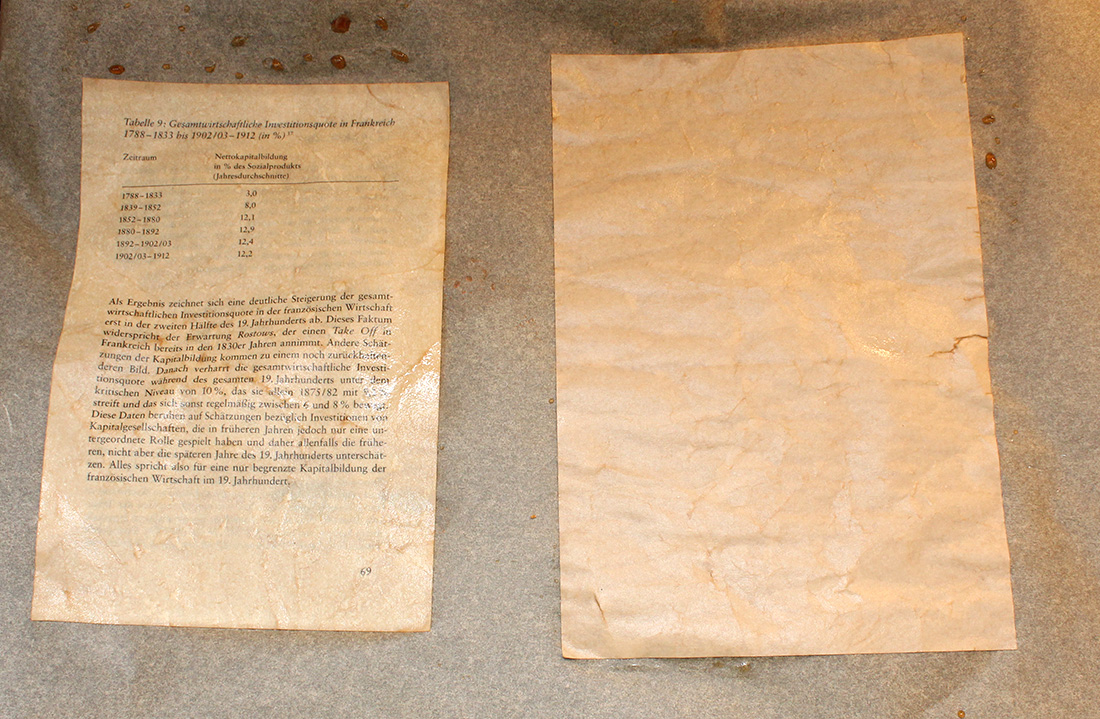 Tabelle 9: Gesamtwirtschaftliche Investitionsquote in Frankreich
1788–1833 bis 1902/03–1912 (in %)
Zeitraum Nettokapitalbildung
in % des Sozialprodukts
(Jahresdurchschnitte)
1788–1833 3,0
1839–1852 8,0
1852–1880 12,1
1880–1892 12,9
1892–1902/03 12,4
1902/03–1912 12,2
Als Ergebnis zeichnet sich eine deutliche Steigerung der gesamt-
wirtschaftlichen Investitionsquote in der französischen Wirtschaft
erst in der zweiten Hälfte des 19. Jahrhunderts ab. Dieses Faktum
widerspricht der Erwartung Rostows, der einen Take Off in
Frankreich bereits in den 1830er Jahren annimmt. Andere Schät-
zungen der Kapitalbildung kommen zu einem noch zurückhalten-
deren Bild. Danach verharrt die gesamtwirtschaftliche Investi-
tionsquote während des gesamten 19. Jahrhunderts unter dem
kritischen Niveau von 10%, das sie allein 1875/82 mit
streift und das sich sonst regelmäßig zwischen 6 und 8% bewegt.
Diese Daten beruhen auf Schätzungen bezüglich Investitionen von
Kapitalgesellschaften, die in früheren Jahren jedoch nur eine un-
tergeordnete Rolle gespielt haben und daher allenfalls die frühe-
ren, nicht aber die späteren Jahre des 19. Jahrhunderts unterschät-
zen. Alles spricht also für eine nur begrenzte Kapitalbildung der
französischen Wirtschaft im 19. Jahrhundert.
69